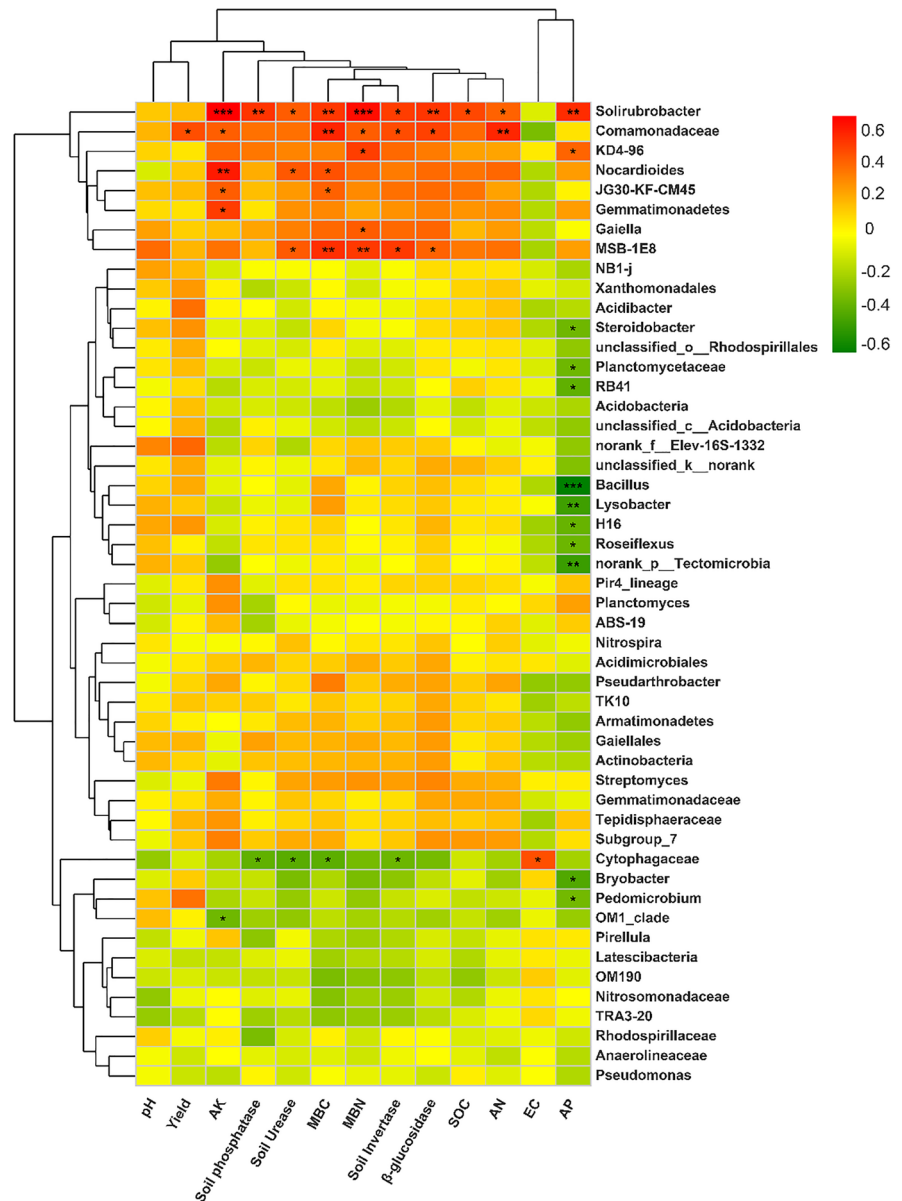 *** ** * ** *** * ** * * ** Solirubrobacter
* * ** * * * ** Comamonadaceae
* * KD4-96
** * * Nocardioides
* * JG30-KF-CM45
* Gemmatimonadetes
* Gaiella
* ** ** * * MSB-1E8
NB1-j
Xanthomonadales
Acidibacter
* Steroidobacter
unclassified_o__Rhodospirillales
* Planctomycetaceae
* RB41
Acidobacteria
unclassified_c__Acidobacteria
norank_f__Elev-16S-1332
unclassified_k__norank
*** Bacillus
** Lysobacter
* H16
* Roseiflexus
** norank_p__Tectomicrobia
Pir4_lineage
Planctomyces
ABS-19
Nitrospira
Acidimicrobiales
Pseudarthrobacter
TK10
Armatimonadetes
Gaiellales
Actinobacteria
Streptomyces
Gemmatimonadaceae
Tepidisphaeraceae
Subgroup_7
* * * * * Cytophagaceae
* Bryobacter
* Pedomicrobium
* OM1_clade
Pirellula
Latescibacteria
OM190
Nitrosomonadaceae
TRA3-20
Rhodospirillaceae
Anaerolineaceae
Pseudomonas
0.6
0.4
0.2
0
-0.2
-0.4
-0.6
pH
Yield
AK
Soil phosphatase
Soil Urease
MBC
MBN
Soil Invertase
β-glucosidase
SOC
AN
EC
AP